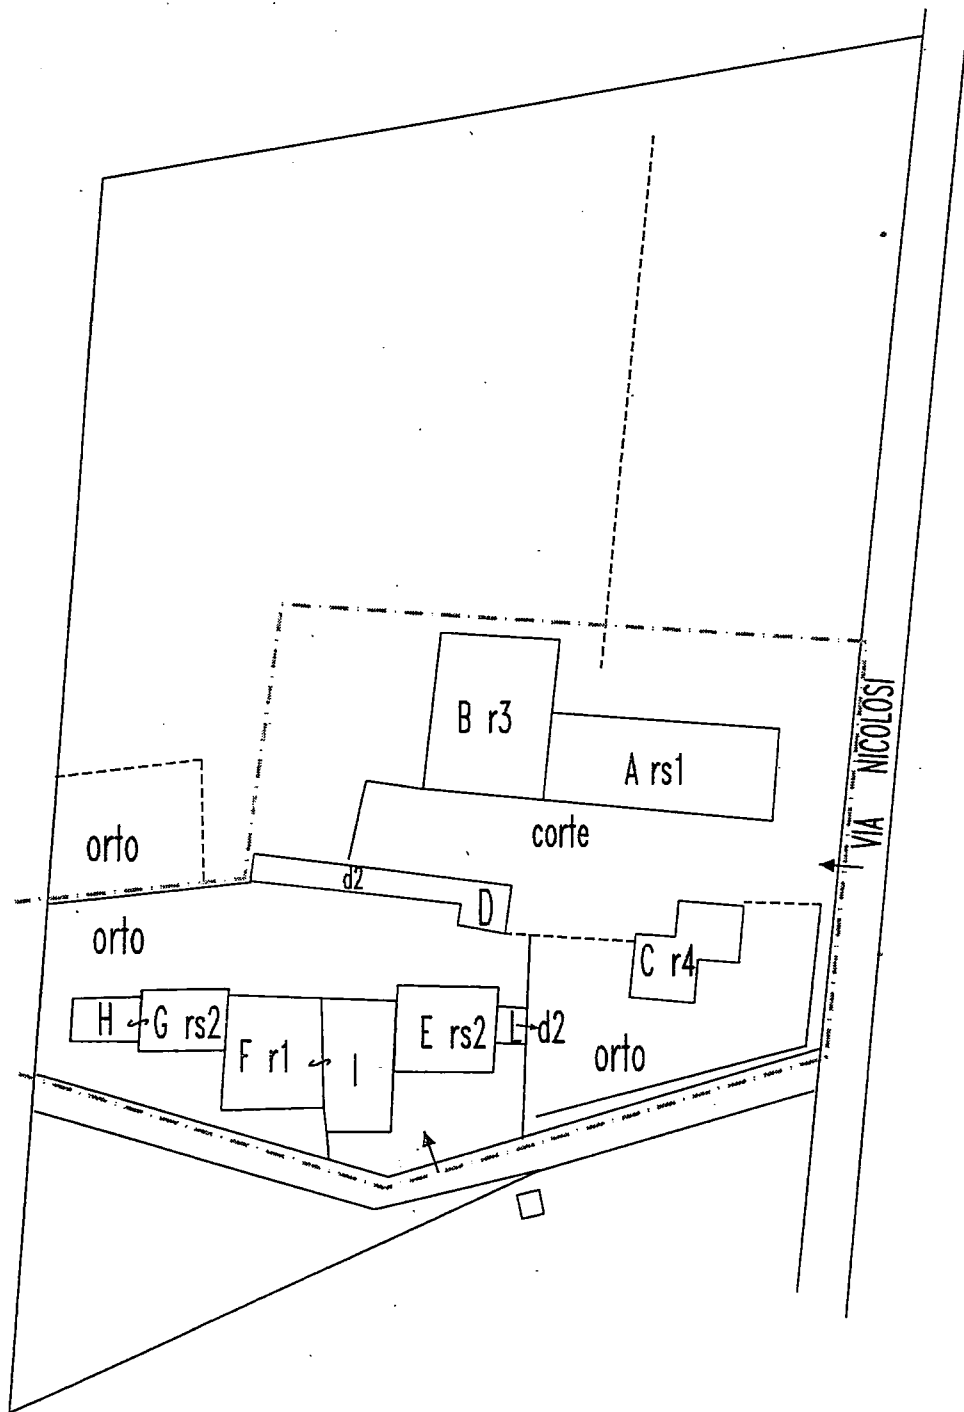 B r3
A rs1
VIA NICOLOSI
corte
orto
d2
D
orto
C r4
H
G rs2
F r1
I
E rs2
L
d2
orto